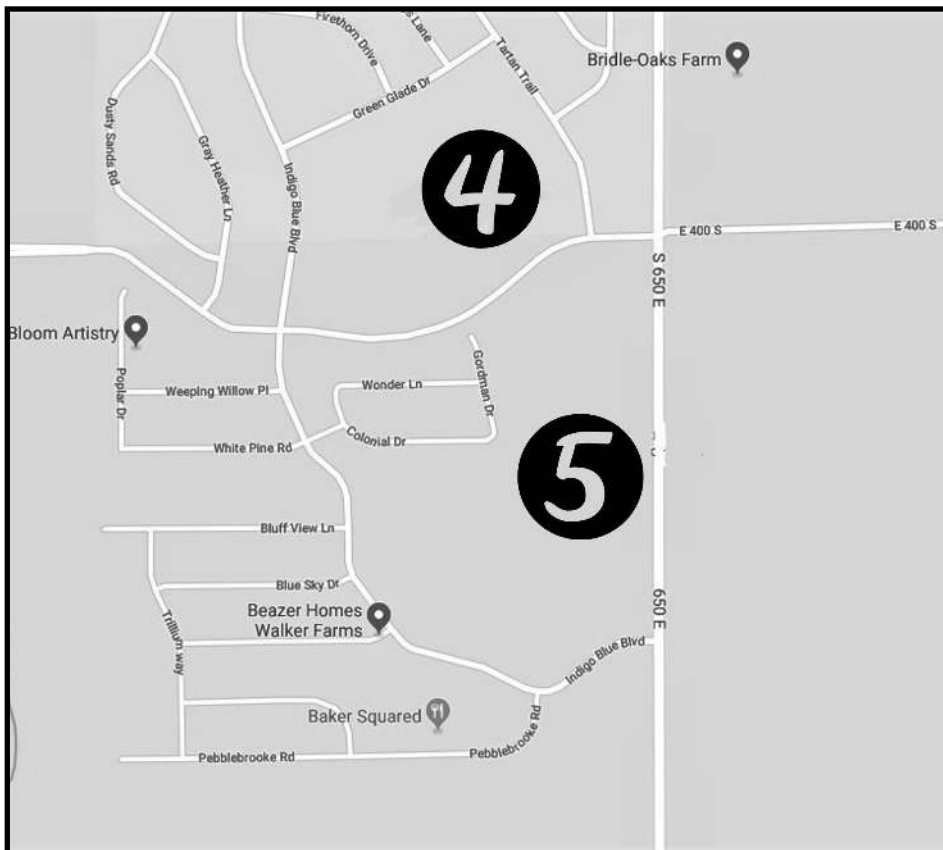 Firethorn Drive
Lane
Tartan Trail
Bridle-Oaks Farm
Green Glade Dr
Dusty Sands Rd
Gray Heather Ln
Indigo Blue Blvd
4
E 400 S
E 400 S
S 650 E
Bloom Artistry
Poplar Dr
Weeping Willow Pl
Wonder Ln
Gordman Dr
White Pine Rd
Colonial Dr
5
Bluff View Ln
Blue Sky Dr
Beazer Homes
Walker Farms
650 E
Trillium way
Indigo Blue Blvd
Baker Squared
Pebblebrooke Rd
Pebblebrooke Rd